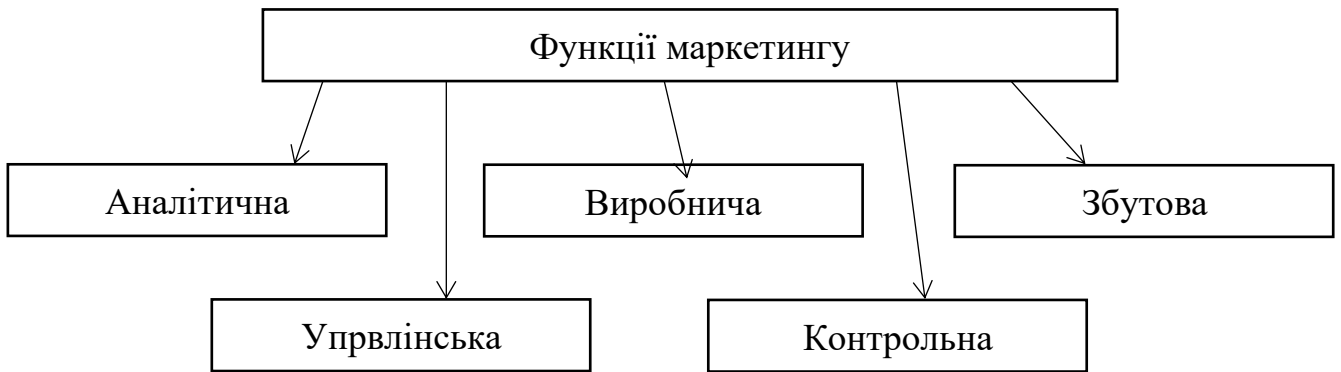 Функції маркетингу
Аналітична
Виробнича
Збутова
Упрвлінська
Контрольна